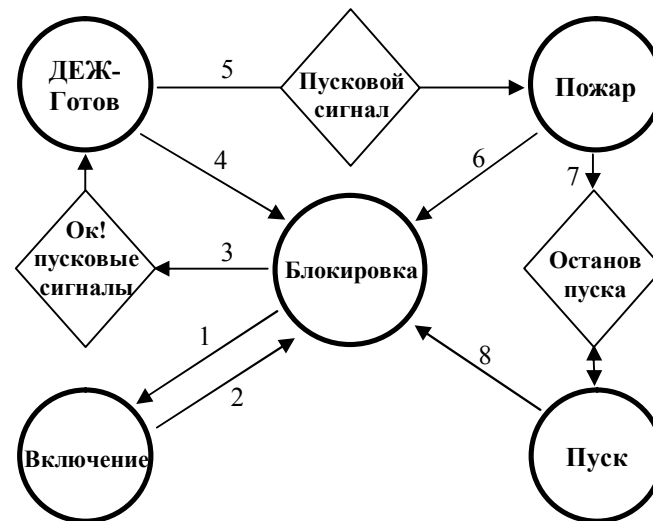 ДЕЖ-
Готов
5
Пусковой
сигнал
Пожар
4
6
7
Ок!
пусковые
сигналы
3
Блокировка
Останов
пуска
1
2
8
Включение
Пуск